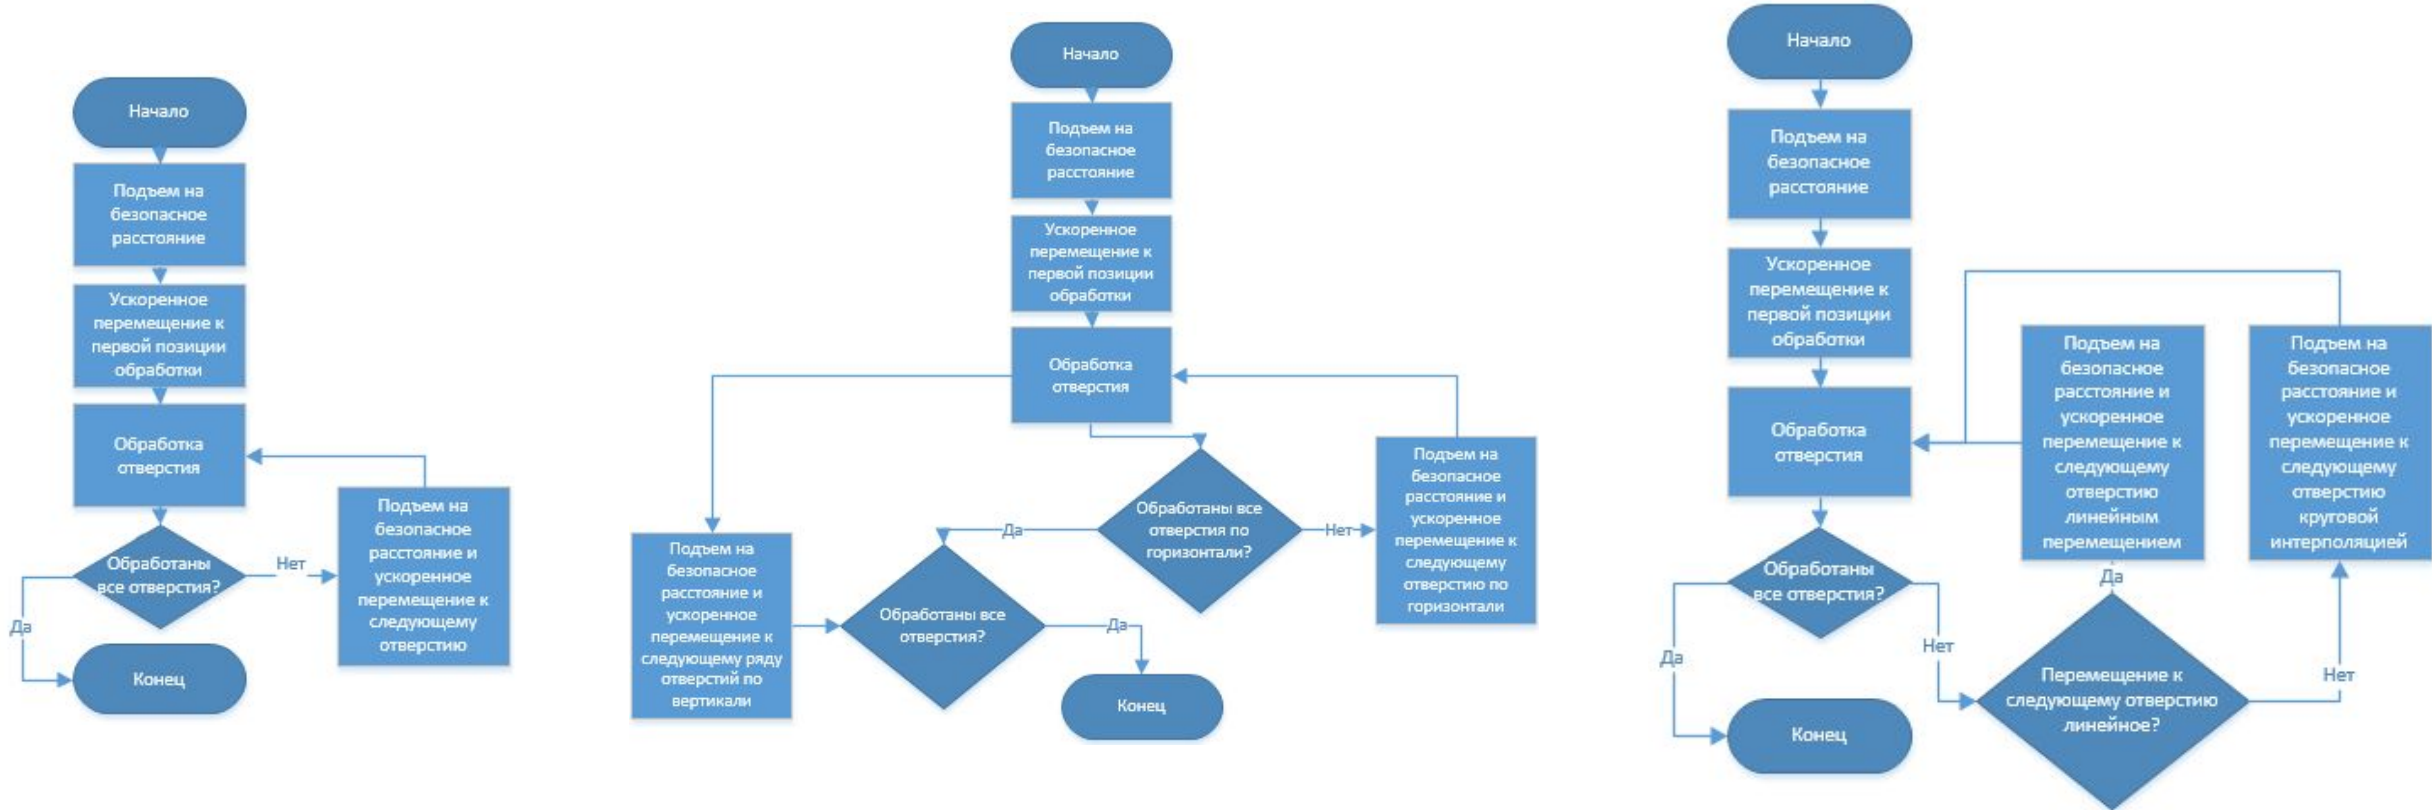 Начало
Подъем на
безопасное
расстояние
Ускоренное
перемещение к
первой позиции
обработки
Обработка
отверстия
Обработаны
все отверстия?
Нет
Подъем на
безопасное
расстояние и
ускоренное
перемещение к
следующему
отверстию
Да
Конец
Начало
Подъем на
безопасное
расстояние
Ускоренное
перемещение к
первой позиции
обработки
Обработка
отверстия
Обработаны все
отверстия по
горизонтали?
Нет
Подъем на
безопасное
расстояние и
ускоренное
перемещение к
следующему
отверстию по
горизонтали
Да
Подъем на
безопасное
расстояние и
ускоренное
перемещение к
следующему ряду
отверстий по
вертикали
Обработаны все
отверстия?
Да
Конец
Начало
Подъем на
безопасное
расстояние
Ускоренное
перемещение к
первой позиции
обработки
Обработка
отверстия
Обработаны
все отверстия?
Да
Конец
Нет
Перемещение к
следующему отверстию
линейное?
Да
Подъем на
безопасное
расстояние и
ускоренное
перемещение к
следующему
отверстию
линейным
перемещением
Нет
Подъем на
безопасное
расстояние и
ускоренное
перемещение к
следующему
отверстию
круговой
интерполяцией